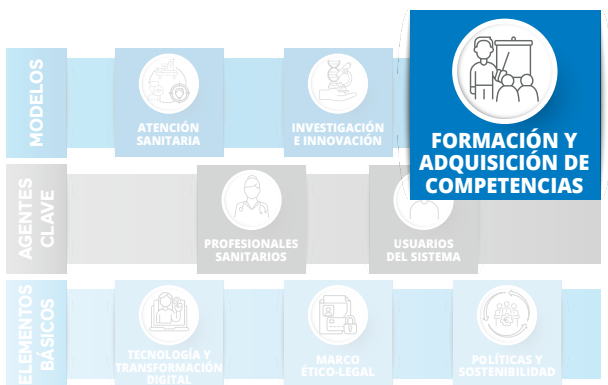 MODELOS
ATENCIÓN
SANITARIA
INVESTIGACIÓN
E INNOVACIÓN
FORMACIÓN Y
ADQUISICIÓN DE
COMPETENCIAS
AGENTES
CLAVE
PROFESIONALES
SANITARIOS
USUARIOS
DEL SISTEMA
ELEMENTOS
BÁSICOS
TECNOLOGÍA Y
TRANSFORMACIÓN
DIGITAL
MARCO
ÉTICO-LEGAL
POLÍTICAS Y
SOSTENIBILIDAD